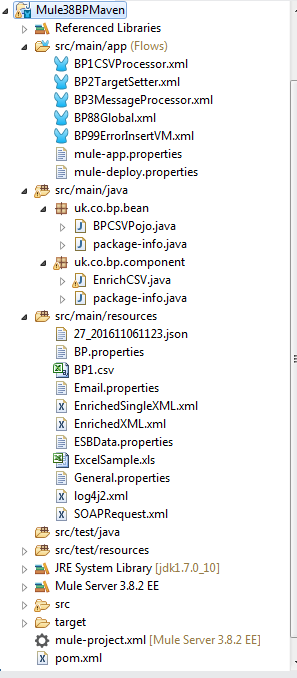 Mule38BPMaven
Referenced Libraries
src/main/app (Flows)
BP1CSVProcessor.xml
BP2TargetSetter.xml
BP3MessageProcessor.xml
BP88Global.xml
BP99ErrorInsertVM.xml
mule-app.properties
mule-deploy.properties
src/main/java
uk.co.bp.bean
BPCSVPojo.java
package-info.java
uk.co.bp.component
EnrichCSV.java
package-info.java
src/main/resources
27_201611061123.json
BP.properties
BP1.csv
Email.properties
EnrichedSingleXML.xml
EnrichedXML.xml
ESBData.properties
ExcelSample.xls
General.properties
log4j2.xml
SOAPRequest.xml
src/test/java
src/test/resources
JRE System Library [jdk1.7.0_10]
Mule Server 3.8.2 EE
src
target
mule-project.xml [Mule Server 3.8.2 EE]
pom.xml